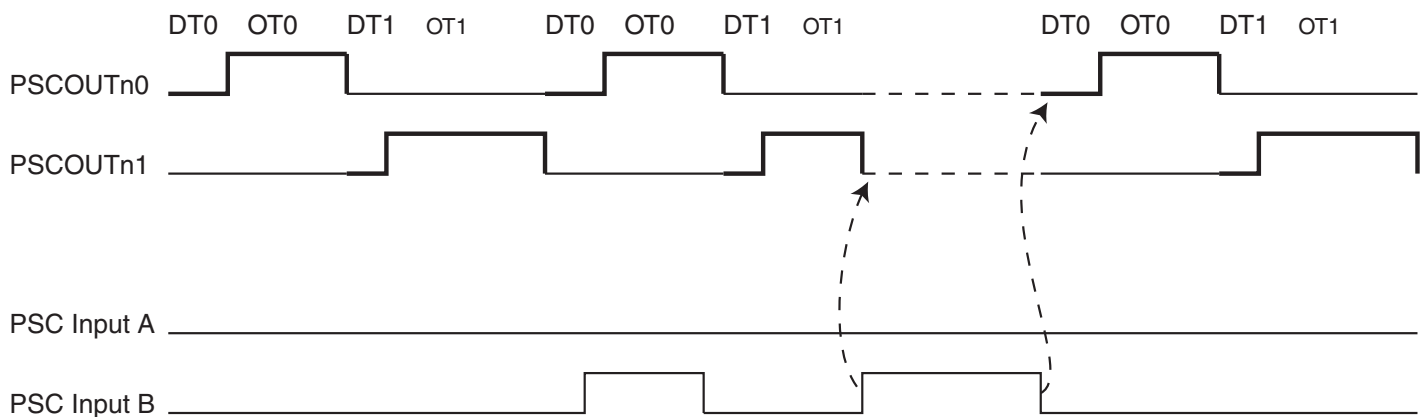 DT0 OT0 DT1 OT1 DT0 OT0 DT1 OT1 DT0 OT0 DT1 OT1
PSCOUTn0
PSCOUTn1
PSC Input A
PSC Input B